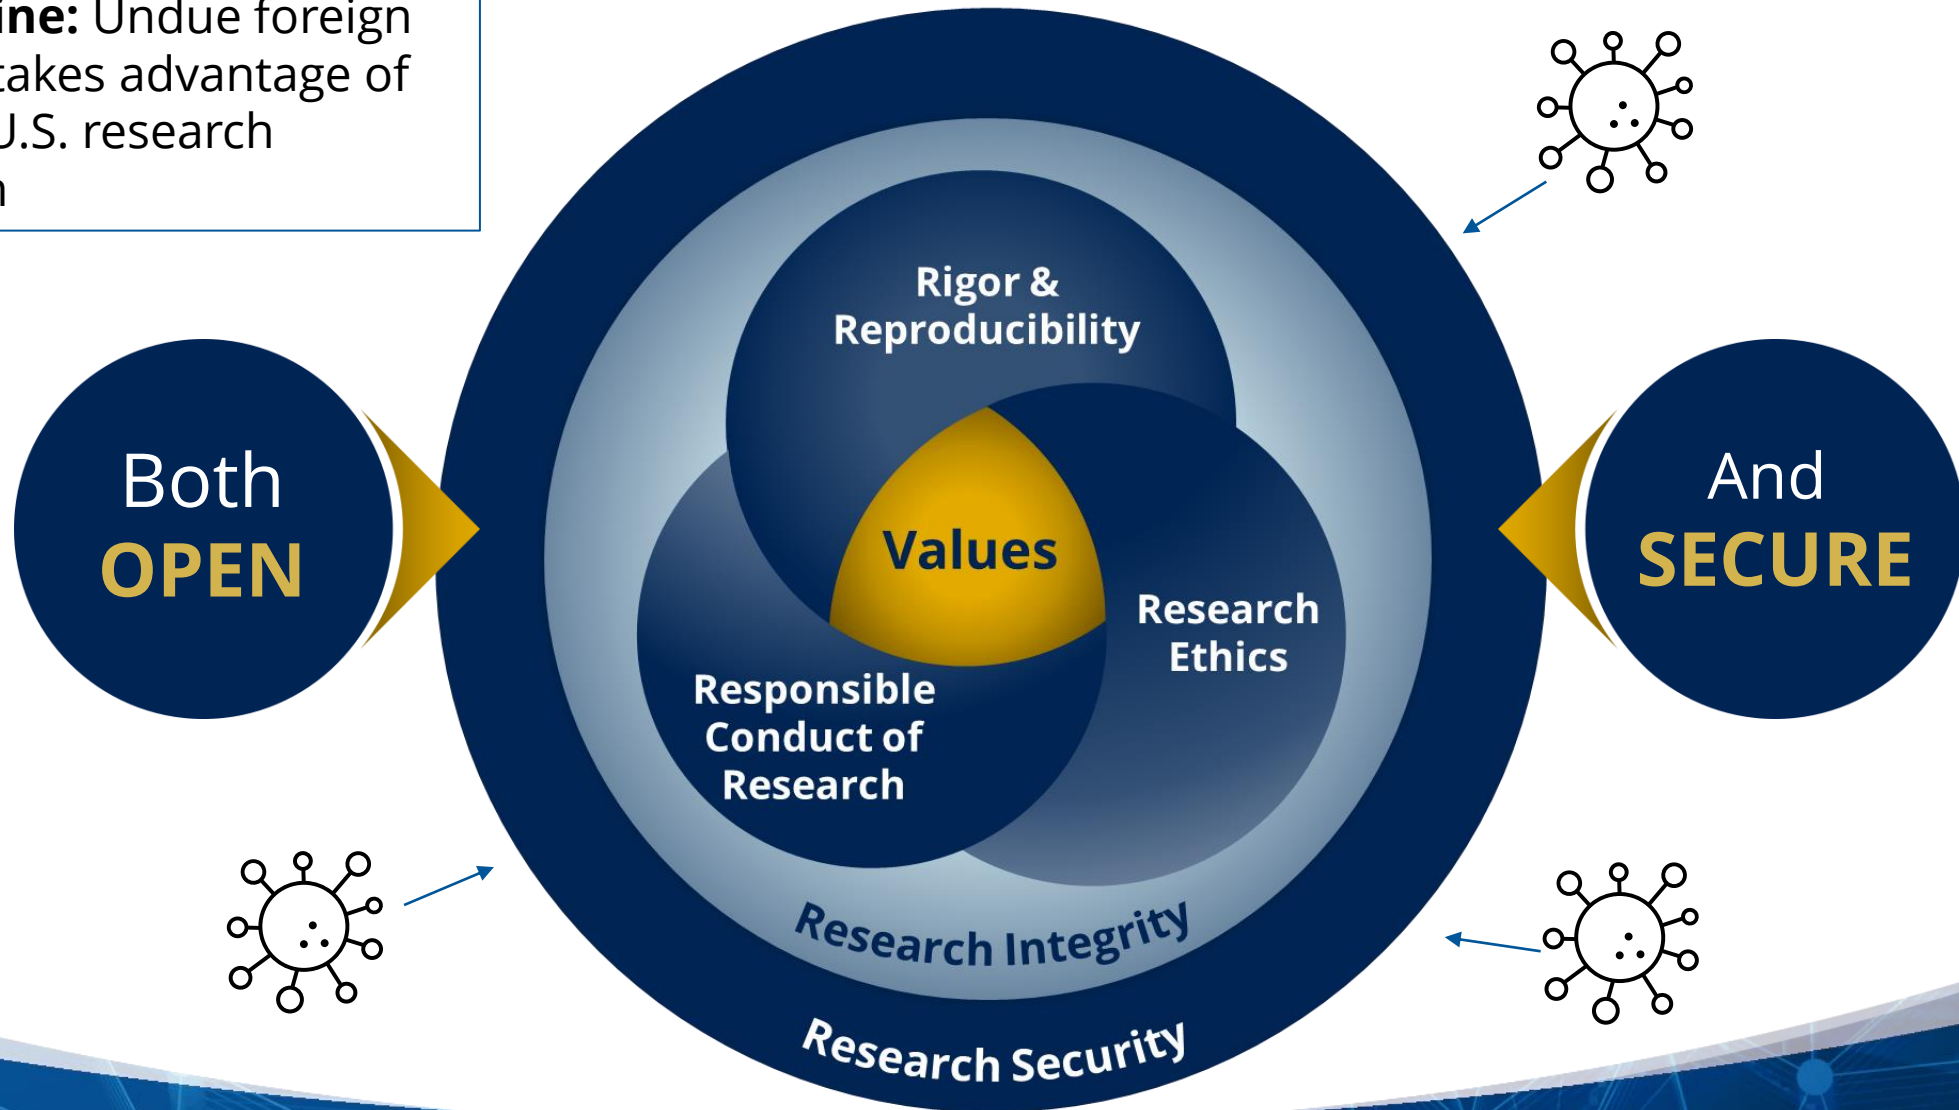 ine: Undue foreign
takes advantage of
U.S. research
Rigor &
Reproducibility
Both
OPEN
Values
And
SECURE
Research
Ethics
Responsible
Conduct of
Research
Research Integrity
Research Security